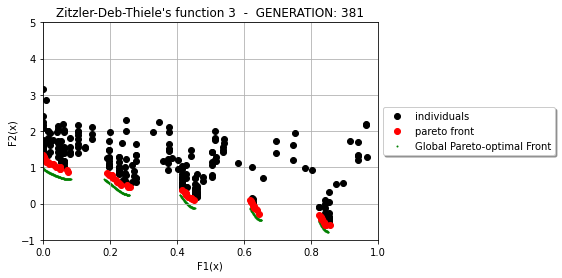 Zitzler-Deb-Thiele's function 3 - GENERATION: 381
5
4
3
2
1
0
−1
F2(x)
0.0 0.2 0.4 0.6 0.8 1.0
F1(x)
individuals
pareto front
Global Pareto-optimal Front